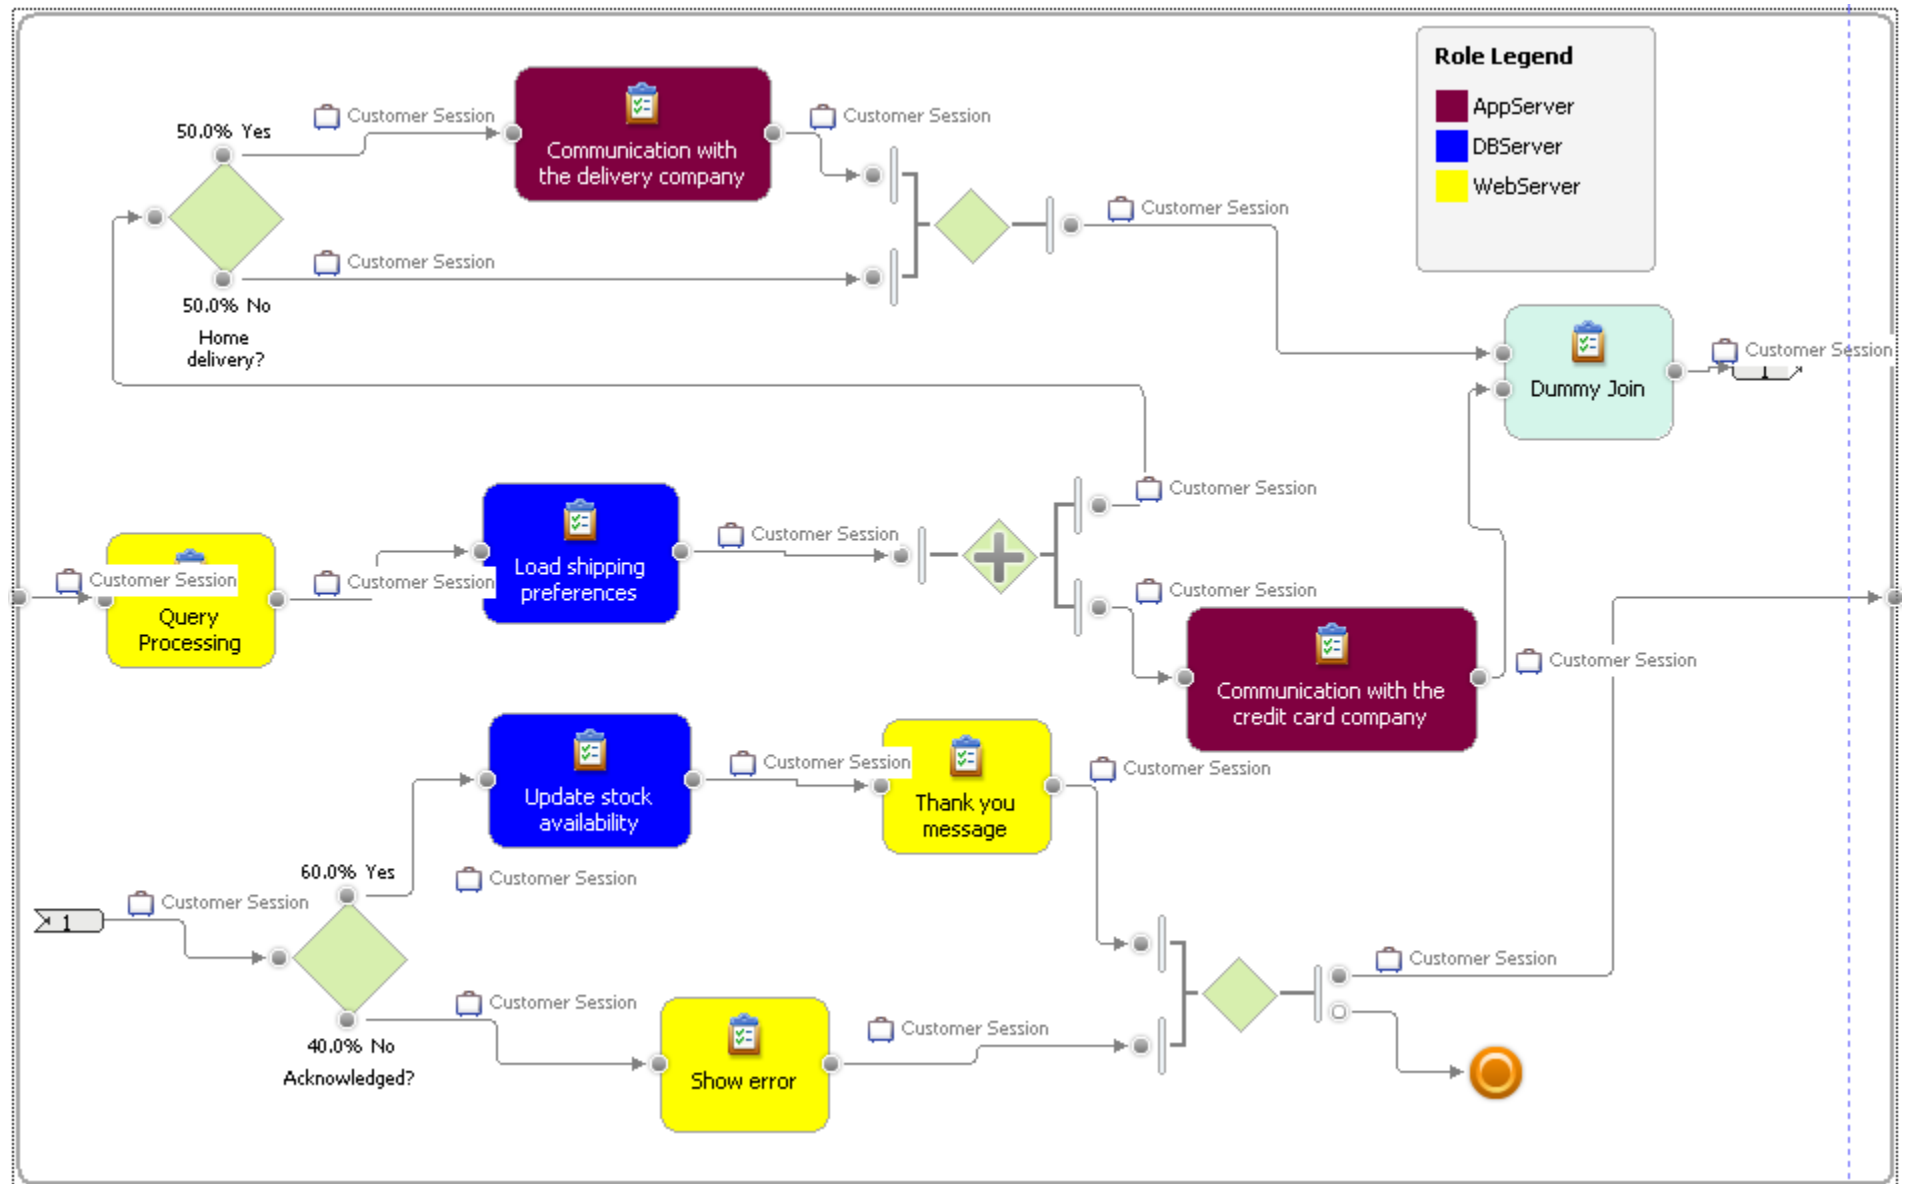 Role Legend
AppServer
DBServer
WebServer
50.0% Yes
Customer Session
Communication with
the delivery company
Customer Session
Customer Session
Customer Session
50.0% No
Home
delivery?
Dummy Join
Customer Session
1
Customer Session
Query
Processing
Customer Session
Load shipping
preferences
Customer Session
Customer Session
Customer Session
Communication with the
credit card company
Customer Session
Update stock
availability
Customer Session
Thank you
message
Customer Session
1
Customer Session
60.0% Yes
Customer Session
40.0% No
Acknowledged?
Customer Session
Show error
Customer Session
Customer Session